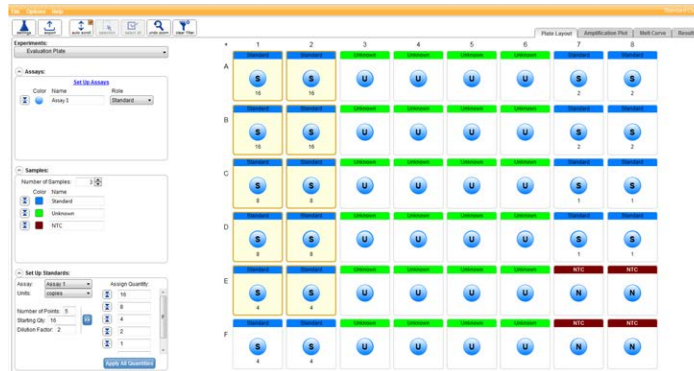 File Options Help
settings export auto scroll selection select all undo zoom clear filter
Experiments:
Evaluation Plate
Plate Layout Amplification Plot Melt Curve Results
1 2 3 4 5 6 7 8
Assays:
Set Up Assays
Color Name Role
Assay 1 Standard
Samples:
Number of Samples: 3
Color Name
Standard
Unknown
NTC
Set Up Standards:
Assay: Assay 1 Assign Quantity
Units: copies 16
8
Number of Points: 5
Starting Qty: 16 4
Dilution Factor: 2 2
1
Apply All Quantities
Standard Standard Unknown Unknown Unknown Unknown Standard Standard
A S S U U U U S S
16 16 2 2
Standard Standard Unknown Unknown Unknown Unknown Standard Standard
B S S U U U U S S
16 16 2 2
Standard Standard Unknown Unknown Unknown Unknown Standard Standard
C S S U U U U S S
8 8 1 1
Standard Standard Unknown Unknown Unknown Unknown Standard Standard
D S S U U U U S S
8 8 1 1
Standard Standard Unknown Unknown Unknown Unknown NTC NTC
E S S U U U U N N
4 4
Standard Standard Unknown Unknown Unknown Unknown NTC NTC
F S S U U U U N N
4 4